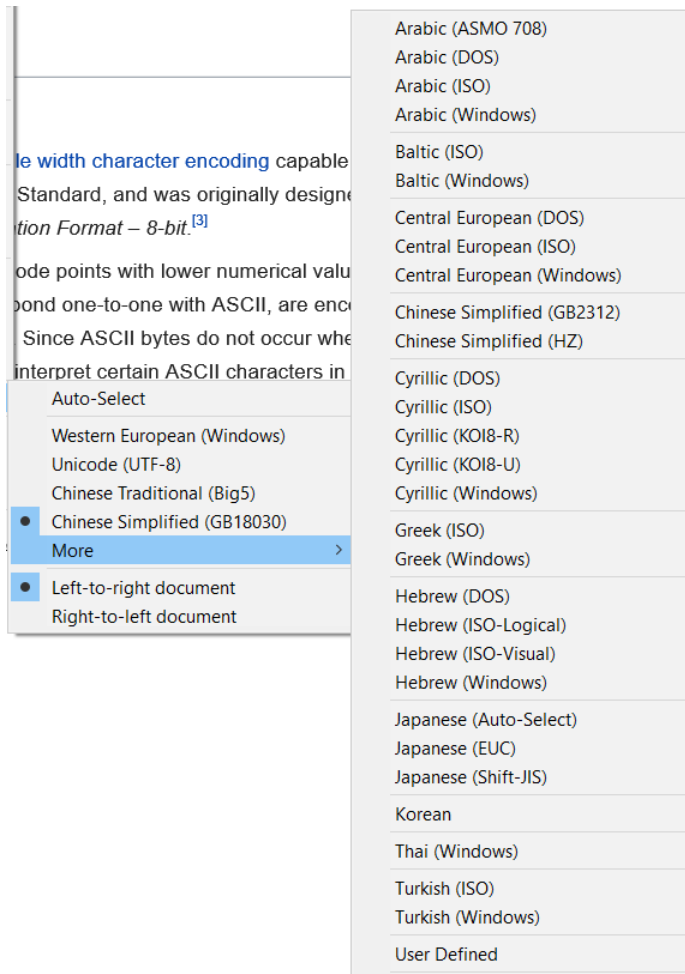 le width character encoding capable
Standard, and was originally designe
tion Format – 8-bit.[3]
ode points with lower numerical valu
pond one-to-one with ASCII, are enc
. Since ASCII bytes do not occur whe
interpret certain ASCII characters in
Auto-Select
Western European (Windows)
Unicode (UTF-8)
Chinese Traditional (Big5)
Chinese Simplified (GB18030)
More
Left-to-right document
Right-to-left document
Arabic (ASMO 708)
Arabic (DOS)
Arabic (ISO)
Arabic (Windows)
Baltic (ISO)
Baltic (Windows)
Central European (DOS)
Central European (ISO)
Central European (Windows)
Chinese Simplified (GB2312)
Chinese Simplified (HZ)
Cyrillic (DOS)
Cyrillic (ISO)
Cyrillic (KOI8-R)
Cyrillic (KOI8-U)
Cyrillic (Windows)
Greek (ISO)
Greek (Windows)
Hebrew (DOS)
Hebrew (ISO-Logical)
Hebrew (ISO-Visual)
Hebrew (Windows)
Japanese (Auto-Select)
Japanese (EUC)
Japanese (Shift-JIS)
Korean
Thai (Windows)
Turkish (ISO)
Turkish (Windows)
User Defined